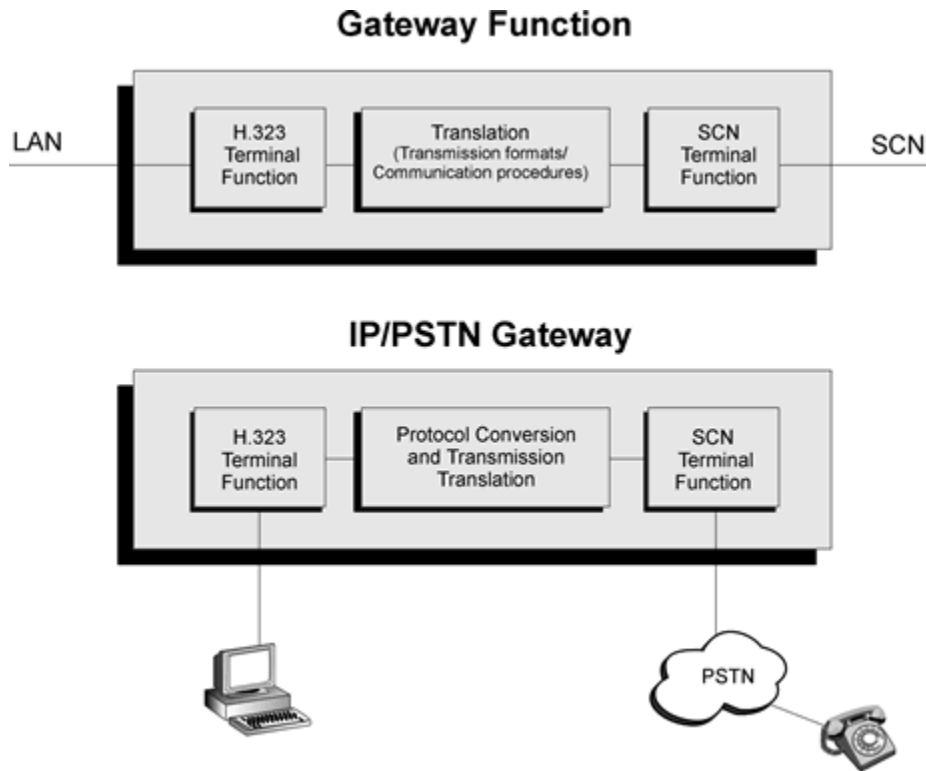 Gateway Function
LAN
H.323
Terminal
Function
Translation
(Transmission formats/
Communication procedures)
SCN
Terminal
Function
SCN
IP/PSTN Gateway
H.323
Terminal
Function
Protocol Conversion
and Transmission
Translation
SCN
Terminal
Function
PSTN